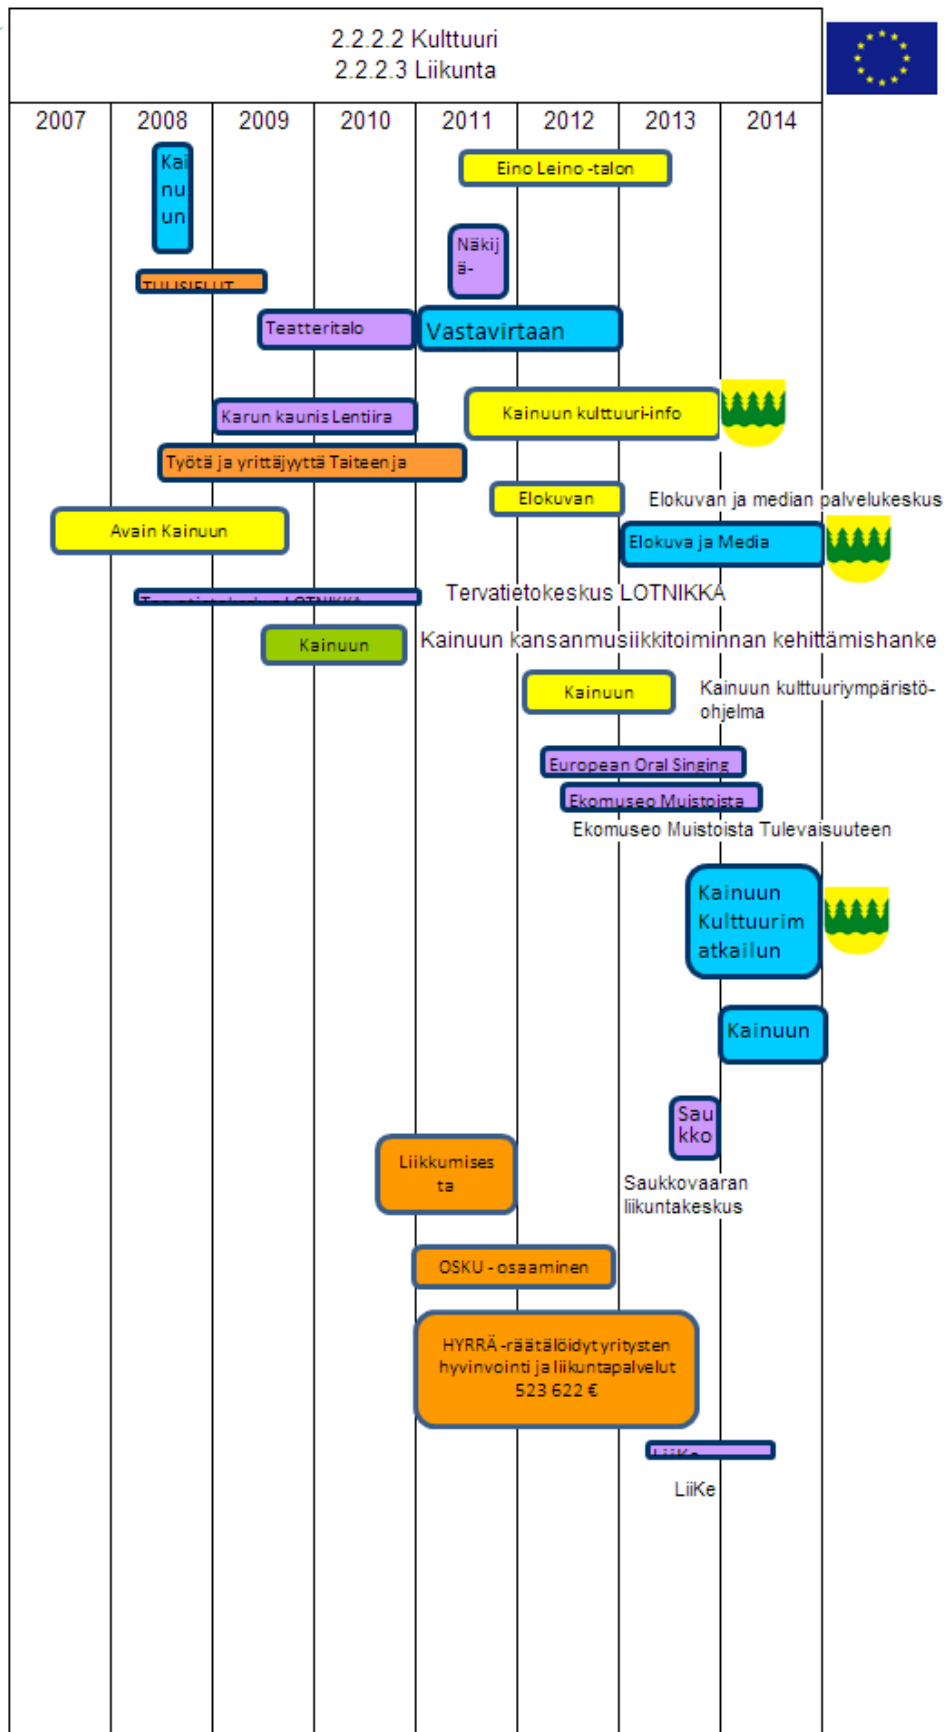 2.2.2.2 Kulttuuri
2.2.2.3 Liikunta
2007 2008 2009 2010 2011 2012 2013 2014
Kai
nu
un
Eino Leino -talon
Näkij
ä-
TULISIELUT
Teatteritalo
Vastavirtaan
Karun kaunis Lentiira
Kainuun kulttuuri-info
Työtä ja yrittäjyyttä Taiteen ja
Elokuvan
Elokuvan ja median palvelukeskus
Avain Kainuun
Elokuva ja Media
Tervatietokeskus LOTNIKKA
Tervatietokeskus LOTNIKKA
Kainuun
Kainuun kansanmusiikkitoiminnan kehittämishanke
Kainuun
Kainuun kulttuuriympäristö-
ohjelma
European Oral Singing
Ekomuseo Muistoista
Ekomuseo Muistoista Tulevaisuuteen
Kainuun
Kulttuurim
atkailun
Kainuun
Sau
kko
Saukkovaaran
liikuntakeskus
Liikkumises
ta
OSKU - osaaminen
HYRRÄ -räätälöidyt yritysten
hyvinvointi ja liikuntapalvelut
523 622 €
LiiKe
LiiKe